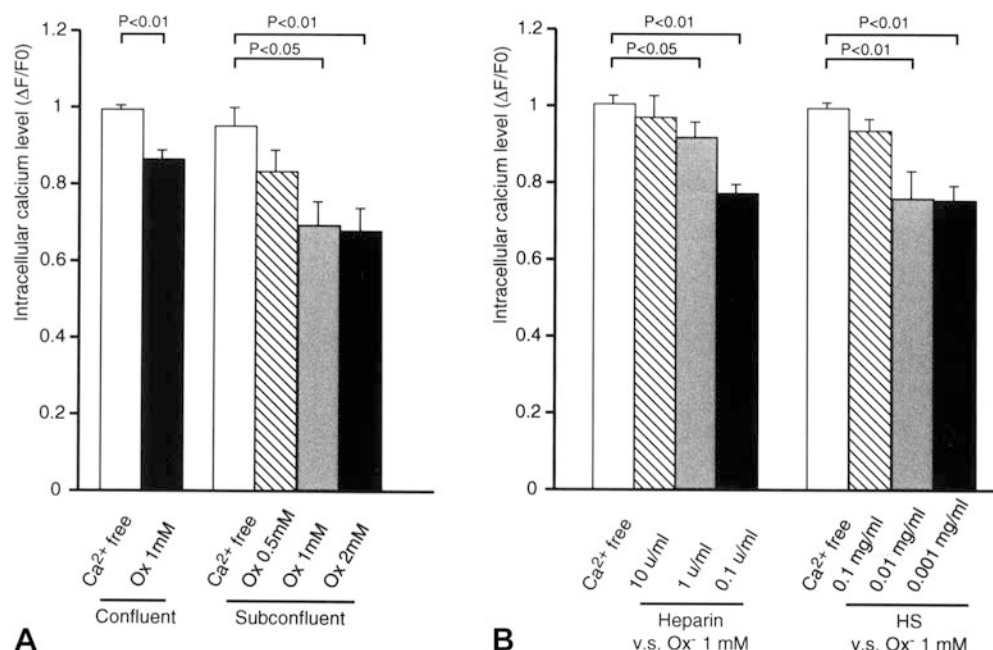 P<0.01
P<0.01
P<0.05
Intracellular calcium level (ΔF/F0)
1.2
1
0.8
0.6
0.4
0.2
0
Ca²⁺ free
Ox 1mM
Ca²⁺ free
Ox 0.5mM
Ox 1mM
Ox 2mM
Confluent
Subconfluent
A
P<0.01
P<0.05
P<0.01
P<0.01
Intracellular calcium level (ΔF/F0)
1.2
1
0.8
0.6
0.4
0.2
0
Ca²⁺ free
10 u/ml
1 u/ml
0.1 u/ml
Ca²⁺ free
0.1 mg/ml
0.01 mg/ml
0.001 mg/ml
Heparin
v.s. Ox⁻ 1 mM
HS
v.s. Ox⁻ 1 mM
B